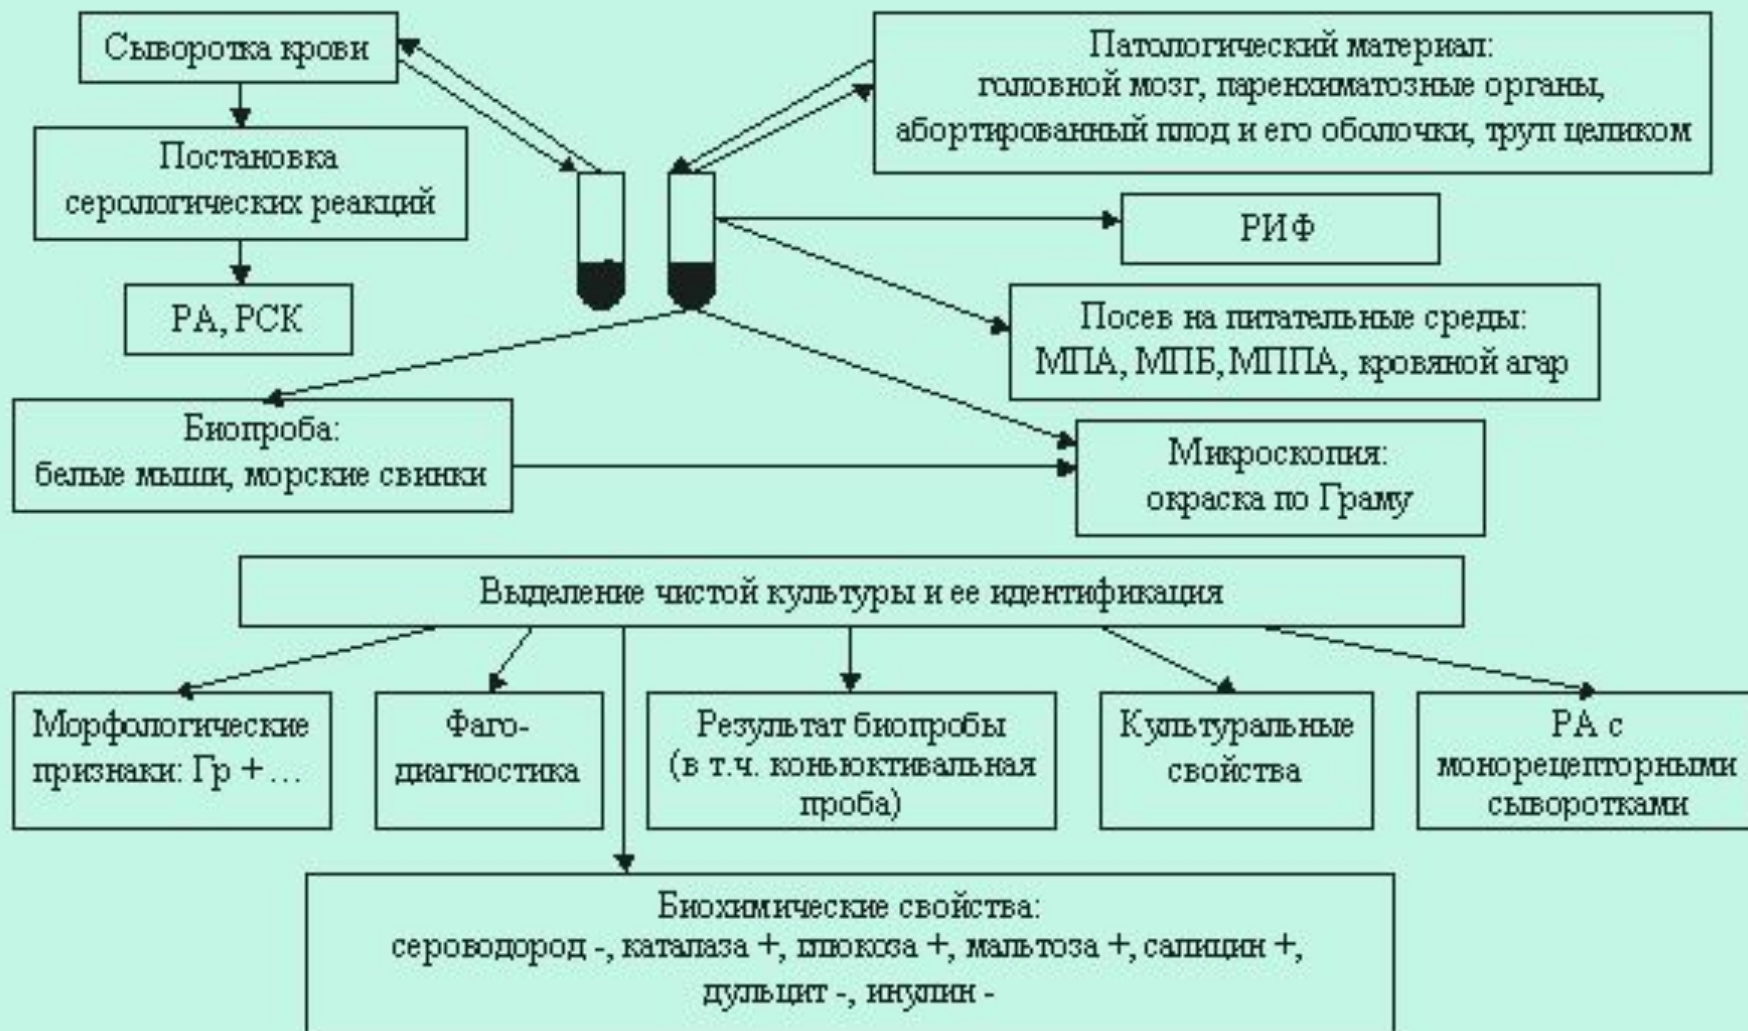 Сыворотка крови
Патологический материал:
головной мозг, паренхиматозные органы,
абортированный плод и его оболочки, труп целиком
Постановка
серологических реакций
РИФ
РА, РСК
Посев на питательные среды:
МПА, МПБ, МППА, кровяной агар
Биопроба:
белые мыши, морские свинки
Микроскопия:
окраска по Граму
Выделение чистой культуры и ее идентификация
Морфологические
признаки: Гр + ...
Фаго-
диагностика
Результат биопробы
(в т.ч. коньюктивальная
проба)
Культуральные
свойства
РА с
монорецепторными
сыворотками
Биохимические свойства:
сероводород -, каталаза +, глюкоза +, мальтоза +, салицин +,
дульцит -, инулин -